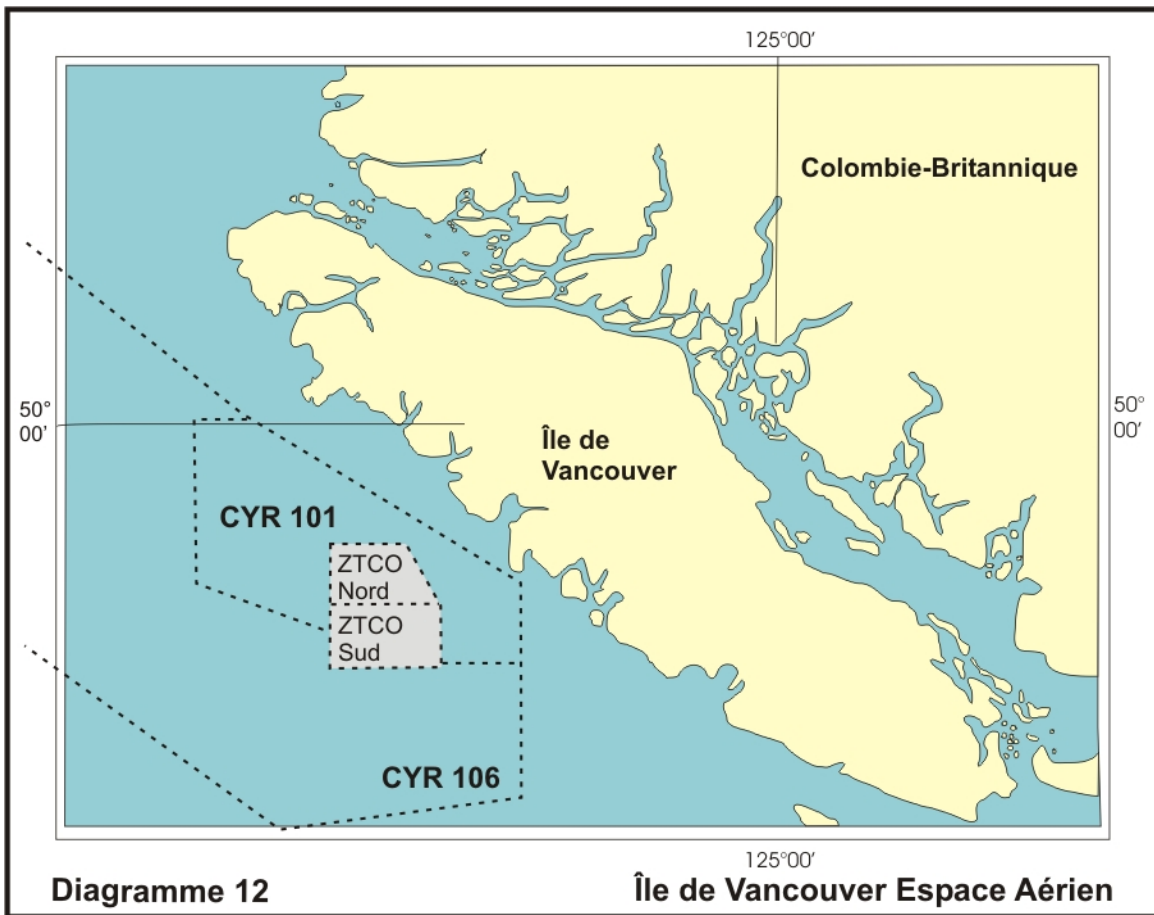 125°00'
Colombie-Britannique
50°
00'
50°
00'
Île de
Vancouver
CYR 101
ZTCO
Nord
ZTCO
Sud
CYR 106
125°00'
Diagramme 12
Île de Vancouver Espace Aérien